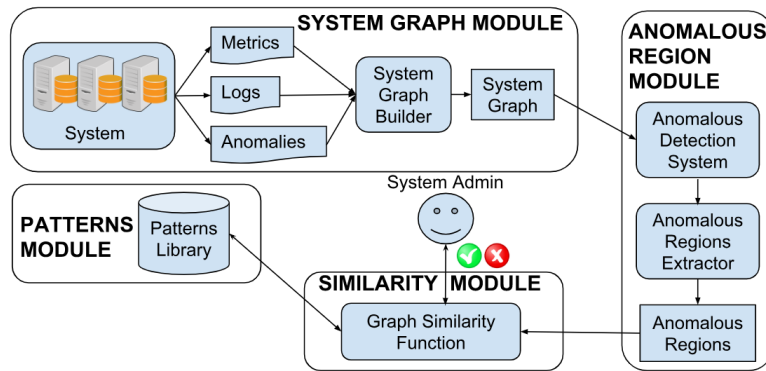 SYSTEM GRAPH MODULE
System
Metrics
Logs
Anomalies
System
Graph
Builder
System
Graph
ANOMALOUS
REGION
MODULE
Anomalous
Detection
System
Anomalous
Regions
Extractor
Anomalous
Regions
System Admin
PATTERNS
MODULE
Patterns
Library
SIMILARITY MODULE
Graph Similarity
Function